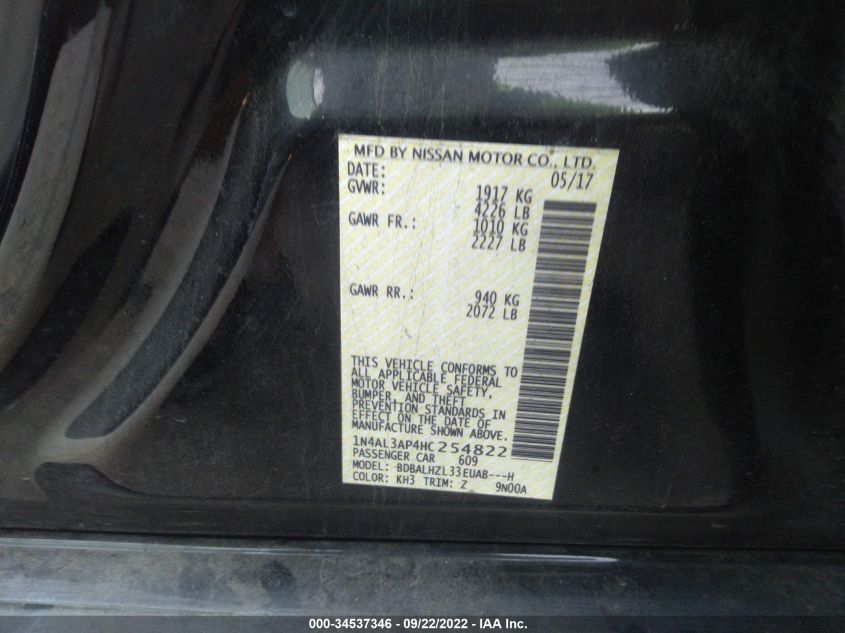 MFD BY NISSAN MOTOR CO., LTD.
DATE: 05/17
GVWR: 1917 KG
4226 LB
GAWR FR.: 1010 KG
2227 LB
GAWR RR.: 940 KG
2072 LB
THIS VEHICLE CONFORMS TO
ALL APPLICABLE FEDERAL
MOTOR VEHICLE SAFETY,
BUMPER, AND THEFT
PREVENTION STANDARDS IN
EFFECT ON THE DATE OF
MANUFACTURE SHOWN ABOVE.
1N4AL3AP4HC254822
PASSENGER CAR 609
MODEL: BDBALHZL33EUAB---H
COLOR: KH3 TRIM: Z 9N00A
000-34537346 - 09/22/2022 - IAA Inc.